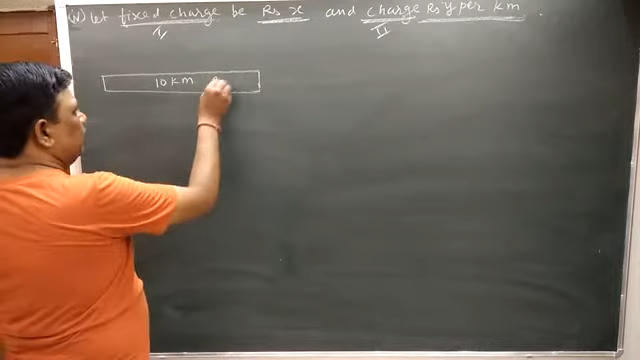 iv) let fixed charge be Rs x and charge Rs y per km .
I II
10 km